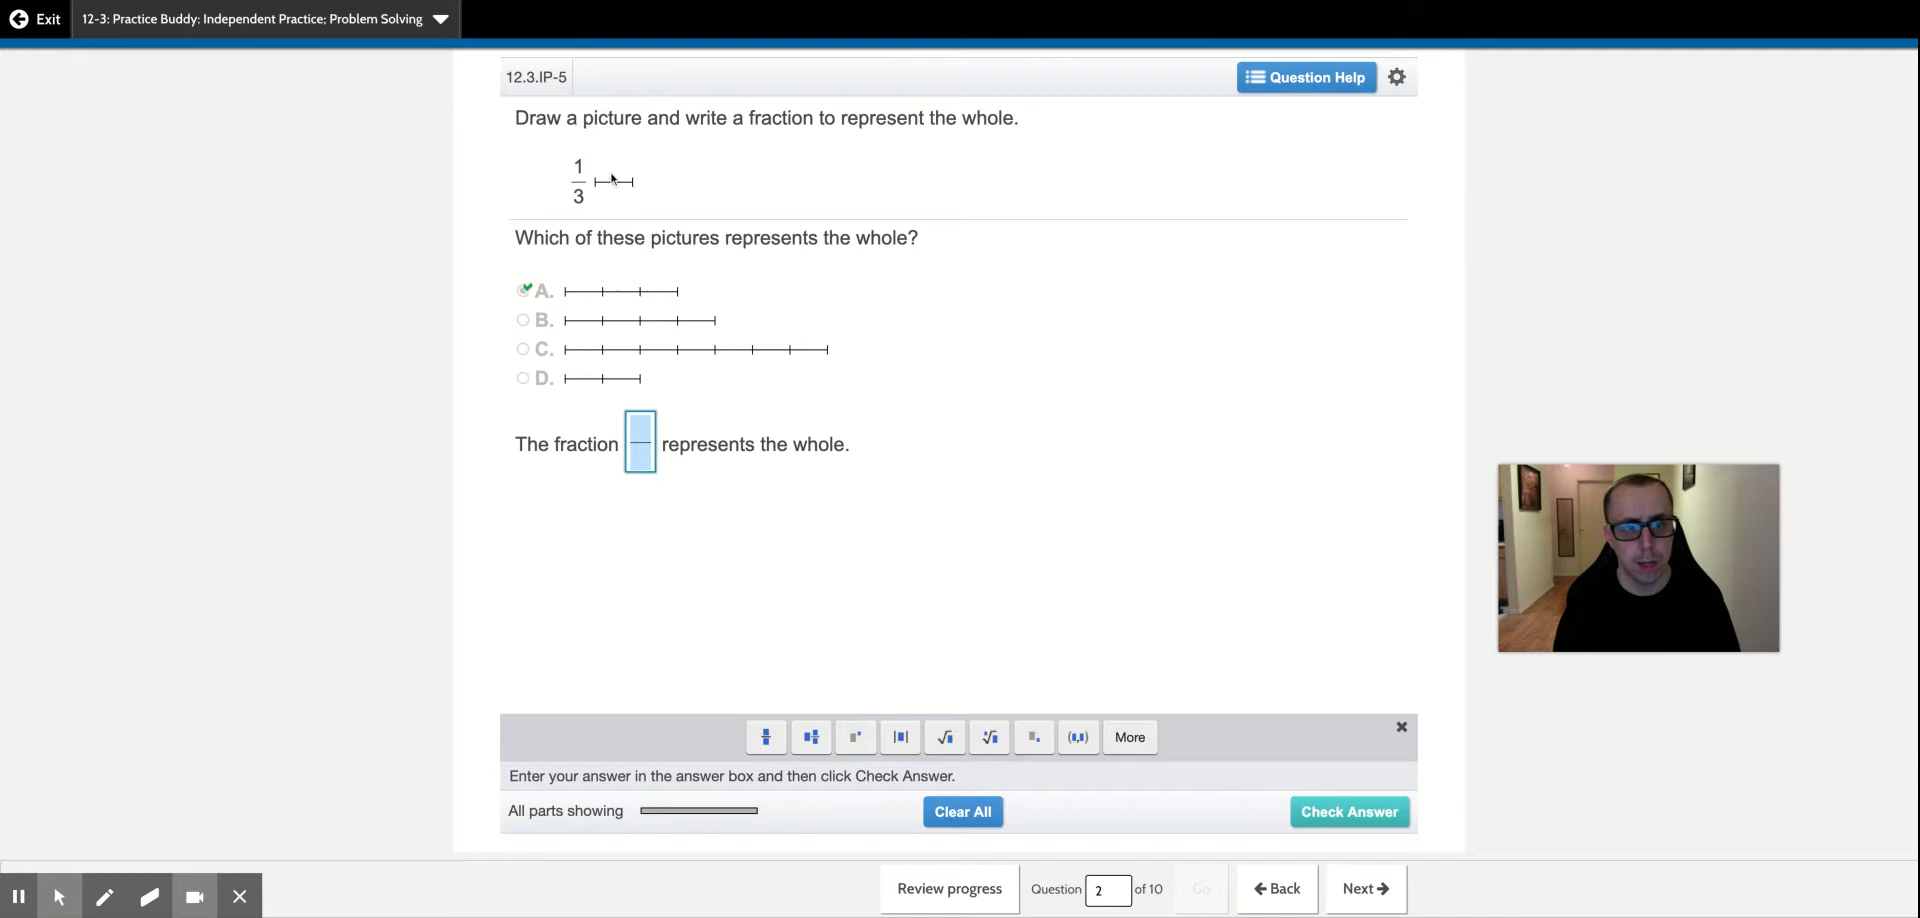 Exit
12-3: Practice Buddy: Independent Practice; Problem Solving
12.3.IP-5
Question Help
Draw a picture and write a fraction to represent the whole.
1
3
Which of these pictures represents the whole?
A.
B.
C.
D.
The fraction represents the whole.
More
Enter your answer in the answer box and then click Check Answer.
All parts showing
Clear All
Check Answer
Review progress
Question 2 of 10
Go
Back
Next